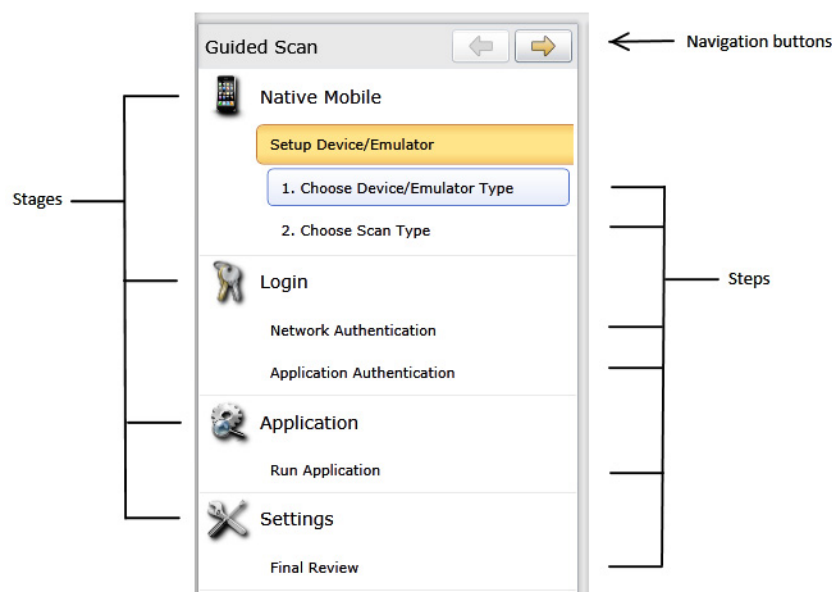 Guided Scan
Navigation buttons
Native Mobile
Setup Device/Emulator
1. Choose Device/Emulator Type
Stages
2. Choose Scan Type
Login
Steps
Network Authentication
Application Authentication
Application
Run Application
Settings
Final Review